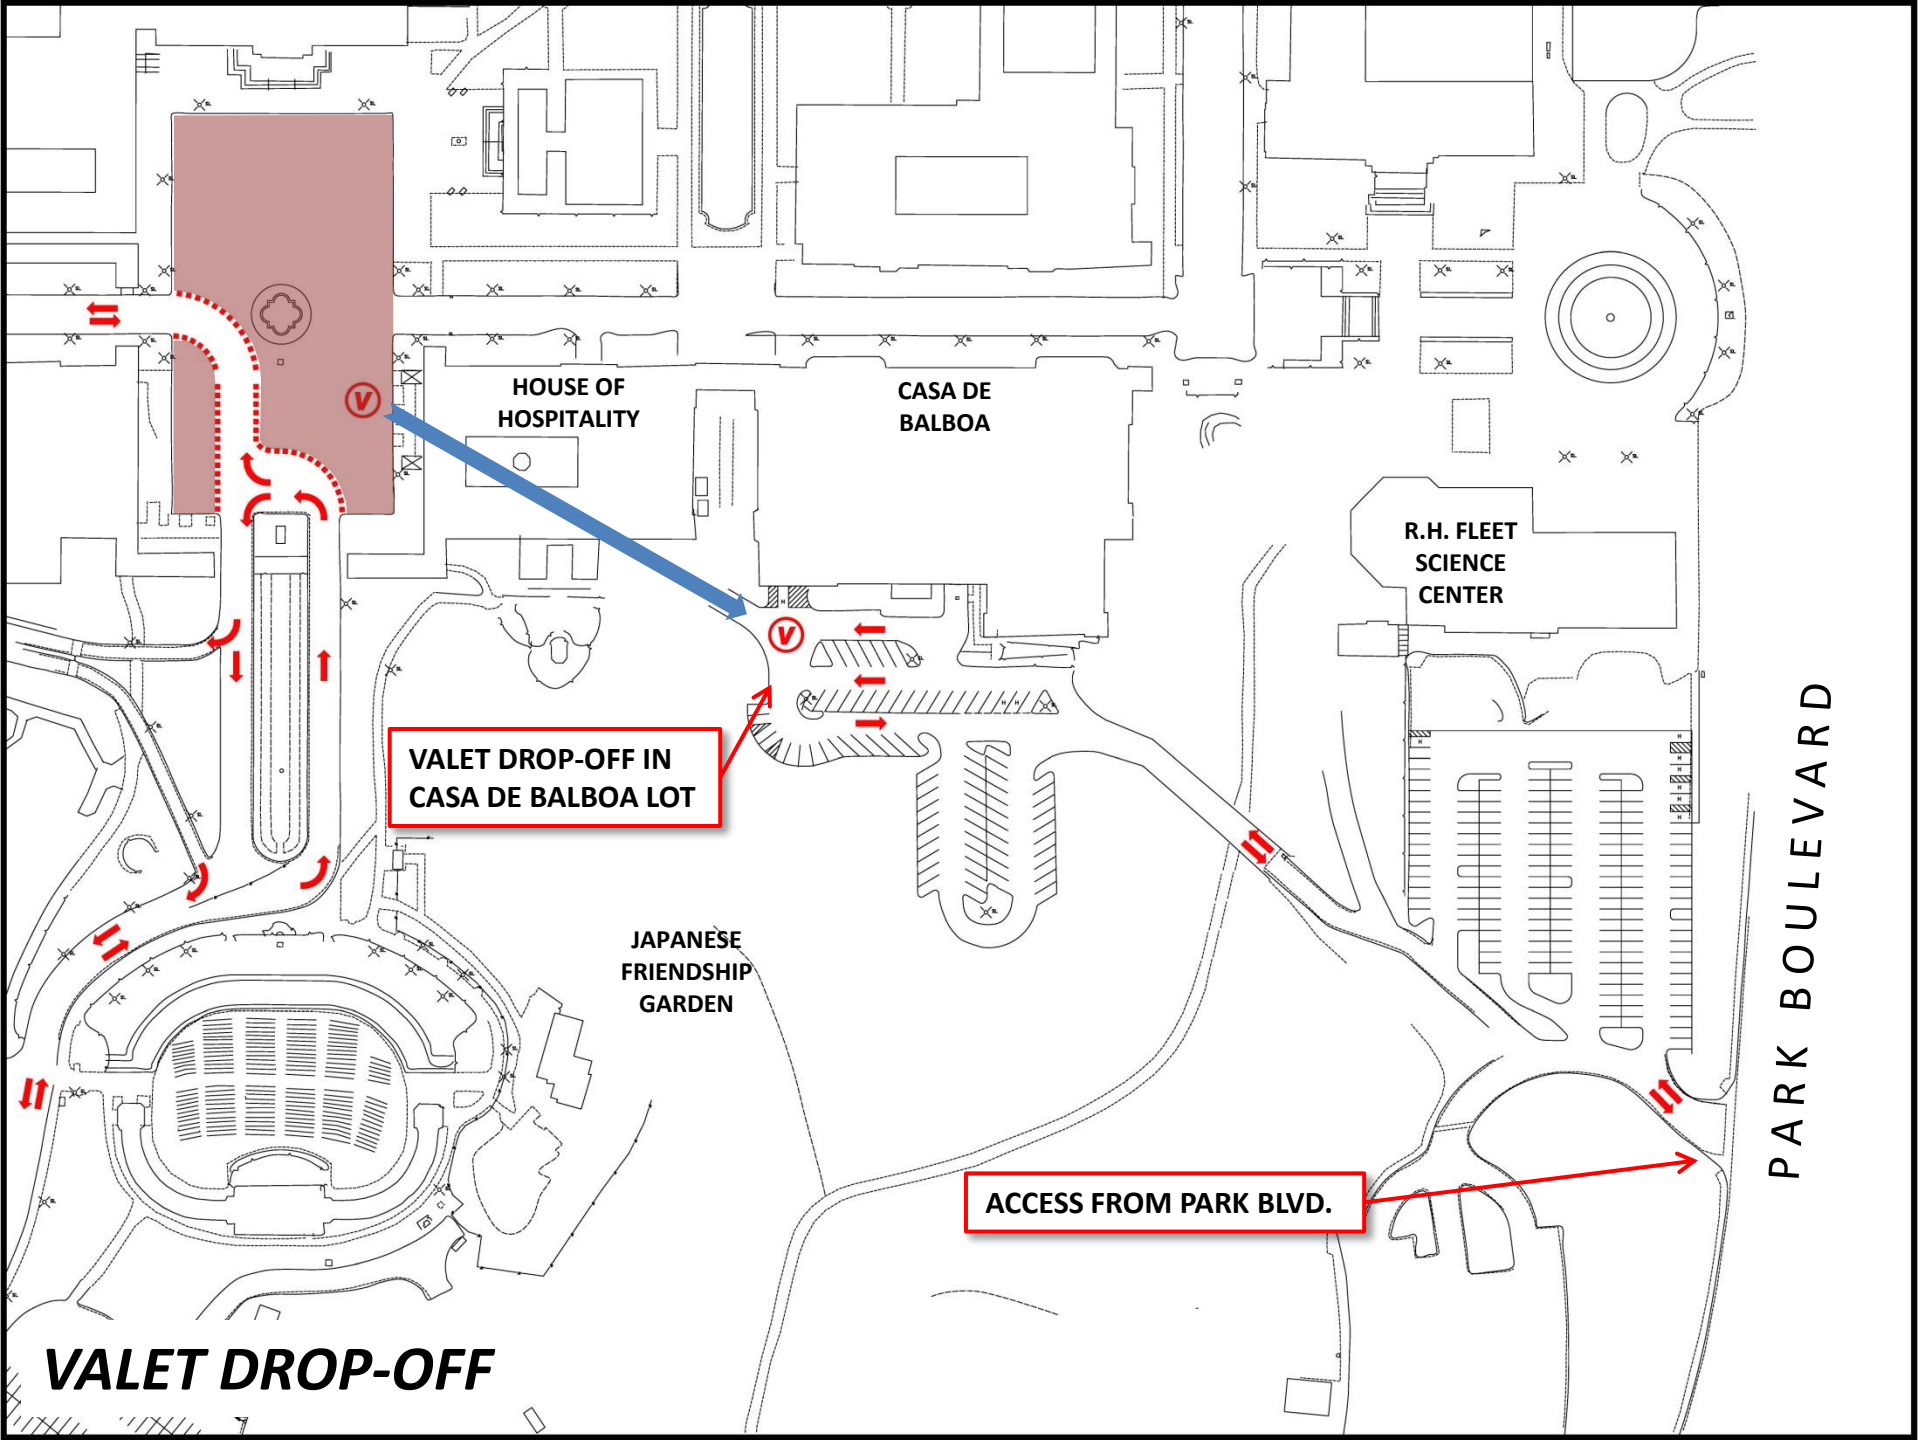 HOUSE OF
HOSPITALITY
CASA DE
BALBOA
V
R.H. FLEET
SCIENCE
CENTER
V
VALET DROP-OFF IN
CASA DE BALBOA LOT
PARK BOULEVARD
JAPANESE
FRIENDSHIP
GARDEN
ACCESS FROM PARK BLVD.
VALET DROP-OFF